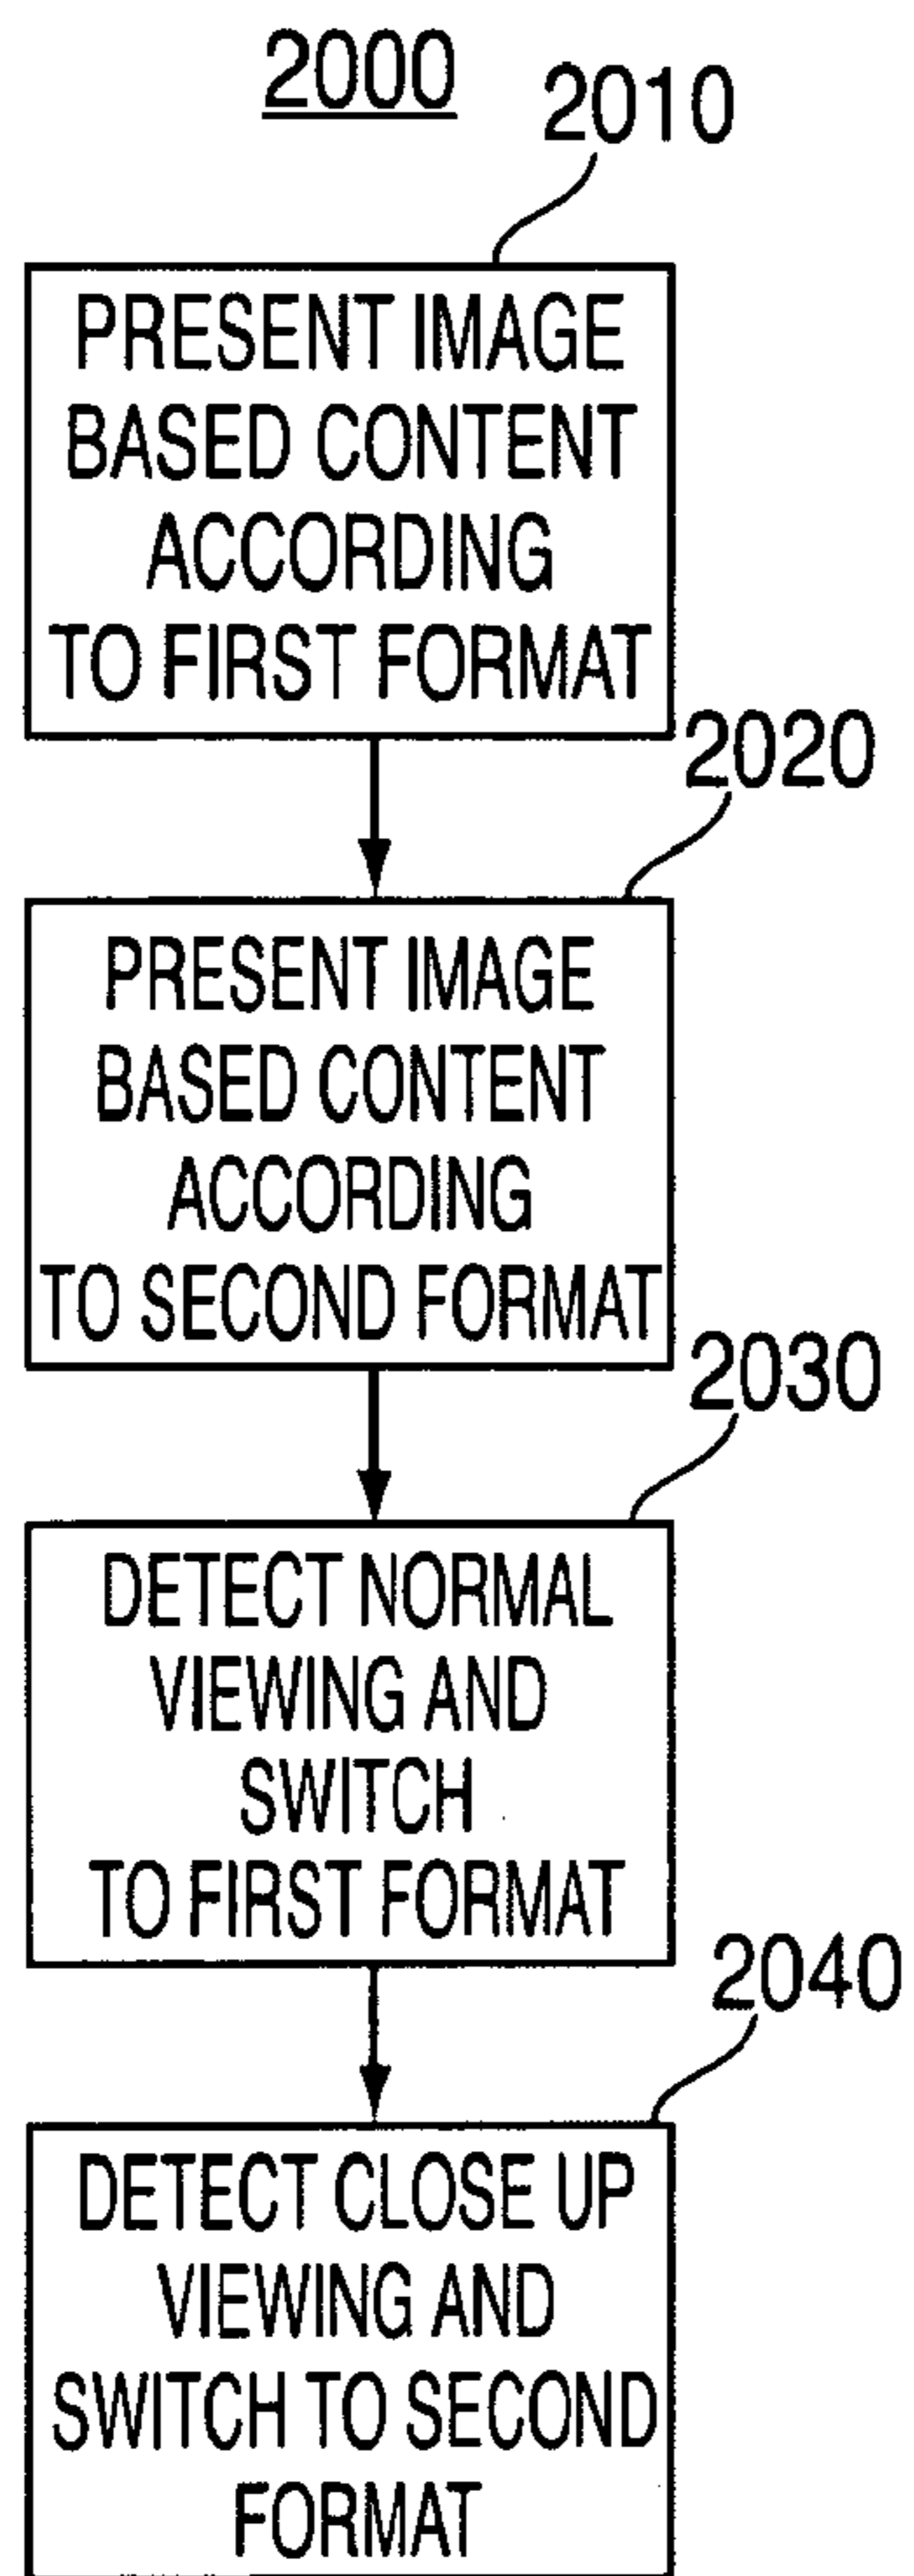 2000
2010
PRESENT IMAGE
BASED CONTENT
ACCORDING
TO FIRST FORMAT
2020
PRESENT IMAGE
BASED CONTENT
ACCORDING
TO SECOND FORMAT
2030
DETECT NORMAL
VIEWING AND
SWITCH
TO FIRST FORMAT
2040
DETECT CLOSE UP
VIEWING AND
SWITCH TO SECOND
FORMAT